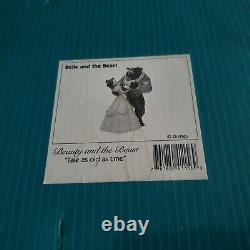 Belle and the Beast
© Disney
Beauty and the Beast
"Tale as old as time"